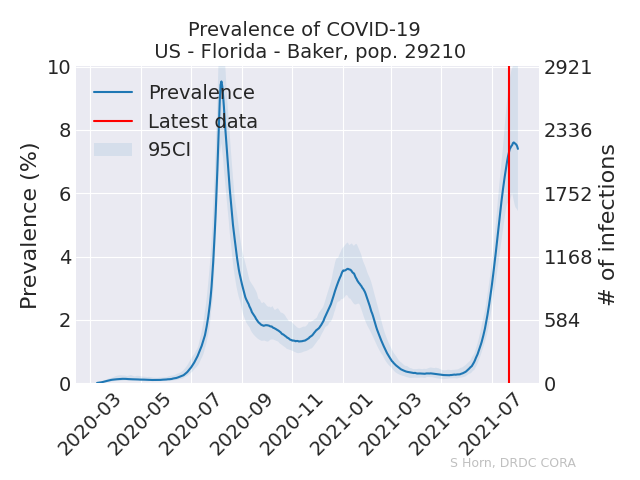 Prevalence of COVID-19
US - Florida - Baker, pop. 29210
Prevalence (%)
10
8
6
4
2
0
Prevalence
Latest data
95CI
2921
2336
1752
1168
584
0
# of infections
2020-03
2020-05
2020-07
2020-09
2020-11
2021-01
2021-03
2021-05
2021-07
S Horn, DRDC CORA